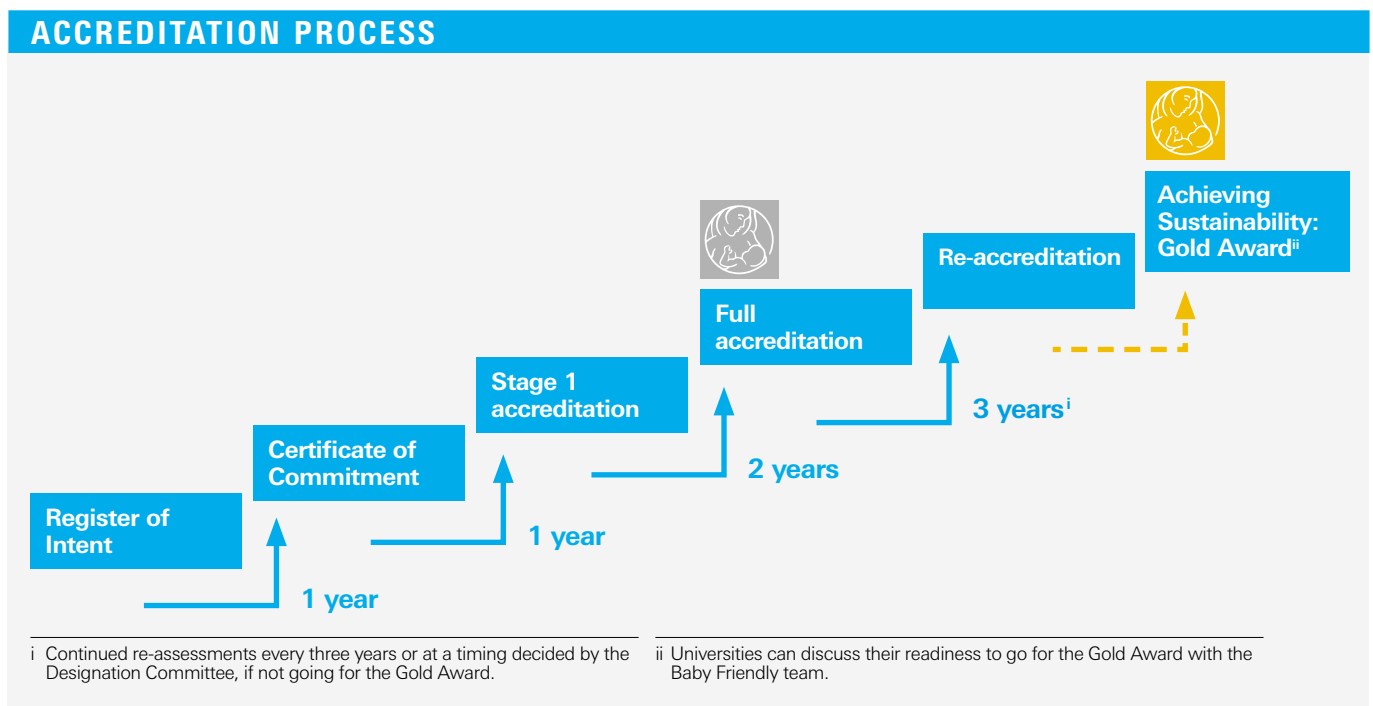 ACCREDITATION PROCESS
Register of
Intent
1 year
Certificate of
Commitment
1 year
Stage 1
accreditation
2 years
Full
accreditation
3 yearsⁱ
Re-accreditation
Achieving
Sustainability:
Gold Awardⁱⁱ
i Continued re-assessments every three years or at a timing decided by the
Designation Committee, if not going for the Gold Award.
ii Universities can discuss their readiness to go for the Gold Award with the
Baby Friendly team.